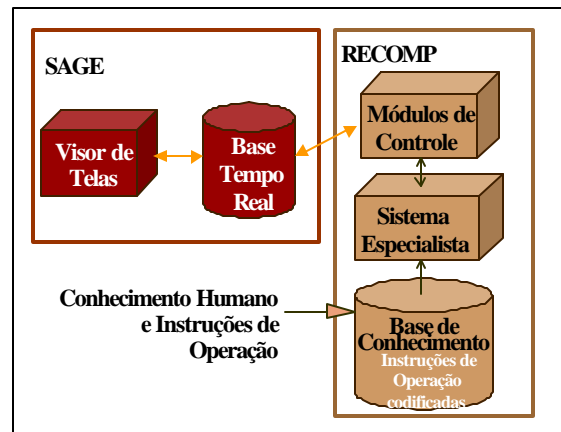 SAGE
Visor de
Telas
Base
Tempo
Real
RECOMP
Módulos de
Controle
Sistema
Especialista
Conhecimento Humano
e Instruções de
Operação
Base de
Conhecimento
Instruções de
Operação
codificadas